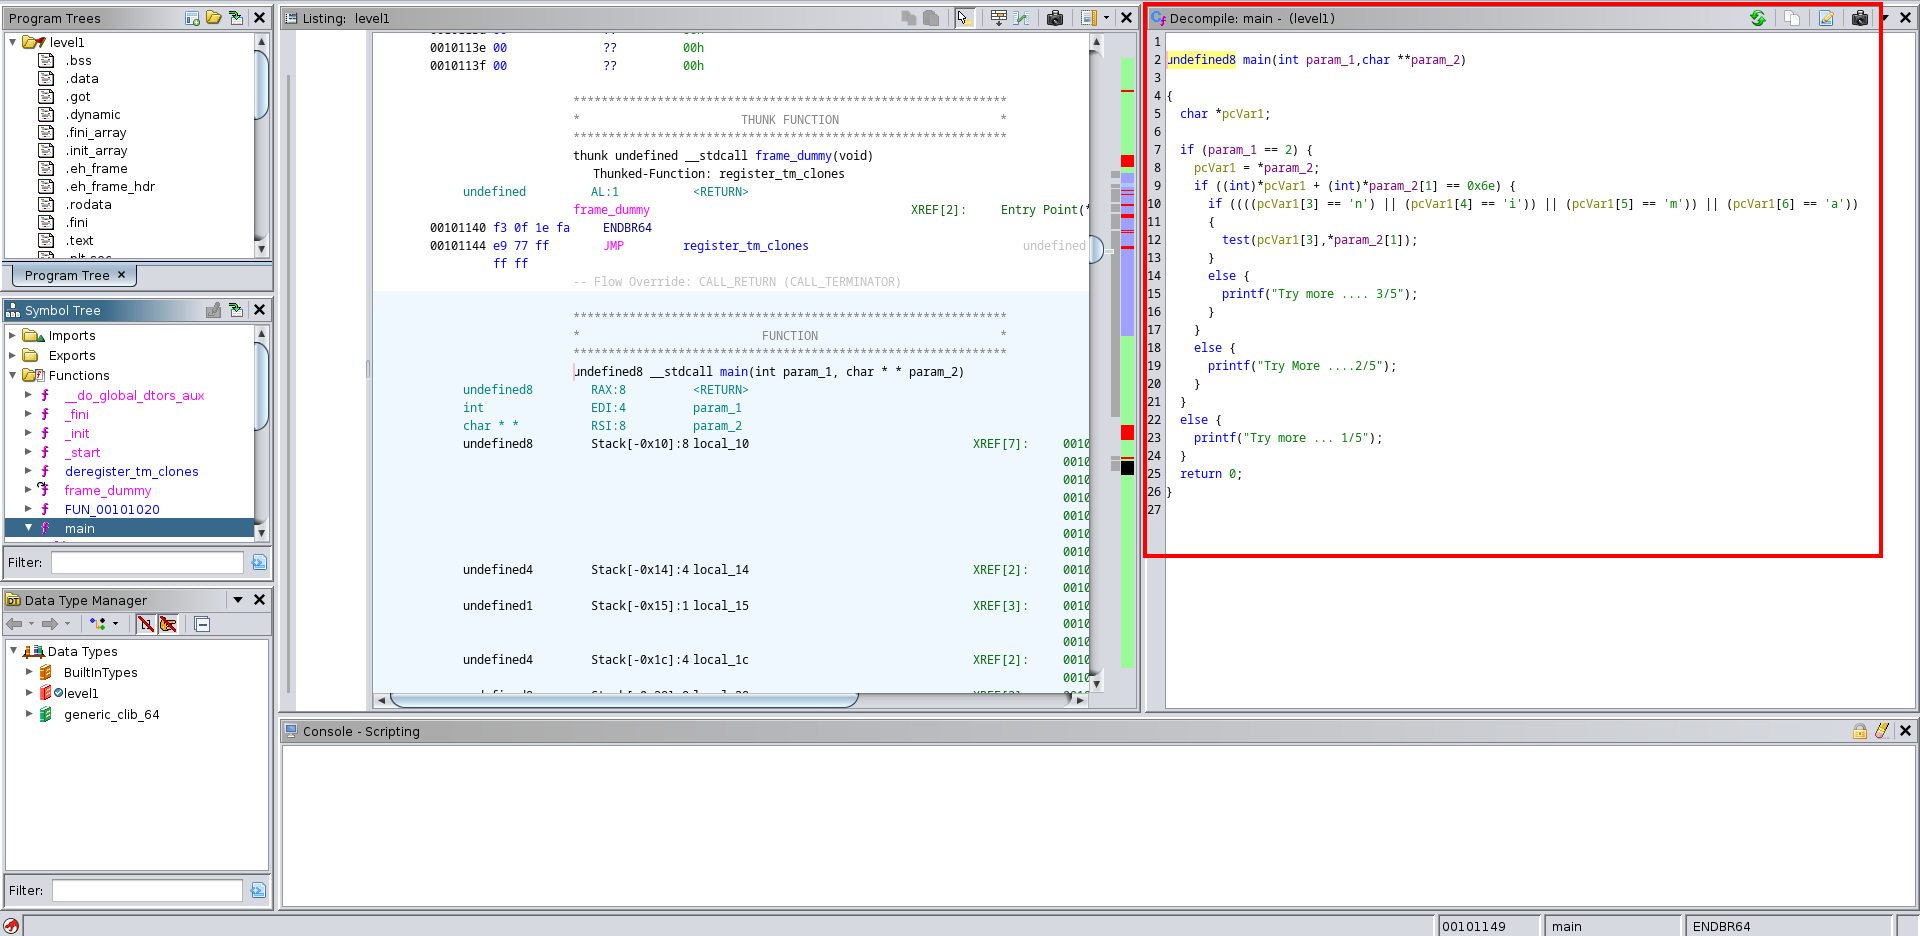 Program Trees
level1
.bss
.data
.got
.dynamic
.fini_array
.init_array
.eh_frame
.eh_frame_hdr
.rodata
.fini
.text
Program Tree ×
Symbol Tree
Imports
Exports
Functions
__do_global_dtors_aux
_fini
_init
_start
deregister_tm_clones
frame_dummy
FUN_00101020
main
Filter:
Data Type Manager
Data Types
BuiltInTypes
level1
generic_clib_64
Filter:
Listing: level1
0010113e 00 ?? 00h
0010113f 00 ?? 00h
**************************************************************
* THUNK FUNCTION *
**************************************************************
thunk undefined __stdcall frame_dummy(void)
Thunked-Function: register_tm_clones
undefined AL:1 <RETURN>
frame_dummy XREF[2]: Entry Point(*
00101140 f3 0f 1e fa ENDBR64
00101144 e9 77 ff JMP register_tm_clones undefined
ff ff
-- Flow Override: CALL_RETURN (CALL_TERMINATOR)
**************************************************************
* FUNCTION *
**************************************************************
undefined8 __stdcall main(int param_1, char * * param_2)
undefined8 RAX:8 <RETURN>
int EDI:4 param_1
char * * RSI:8 param_2
undefined8 Stack[-0x10]:8 local_10 XREF[7]: 0010
0010
0010
0010
0010
0010
0010
undefined4 Stack[-0x14]:4 local_14 XREF[2]: 0010
0010
undefined1 Stack[-0x15]:1 local_15 XREF[3]: 0010
0010
0010
undefined4 Stack[-0x1c]:4 local_1c XREF[2]: 0010
0010
Decompile: main - (level1)
1
2 undefined8 main(int param_1,char **param_2)
3
4 {
5 char *pcVar1;
6
7 if (param_1 == 2) {
8 pcVar1 = *param_2;
9 if ((int)*pcVar1 + (int)*param_2[1] == 0x6e) {
10 if ((((pcVar1[3] == 'n') || (pcVar1[4] == 'i')) || (pcVar1[5] == 'm')) || (pcVar1[6] == 'a'))
11 {
12 test(pcVar1[3],*param_2[1]);
13 }
14 else {
15 printf("Try more .... 3/5");
16 }
17 }
18 else {
19 printf("Try More ....2/5");
20 }
21 }
22 else {
23 printf("Try more ... 1/5");
24 }
25 return 0;
26 }
27
Console - Scripting
00101149 main ENDBR64